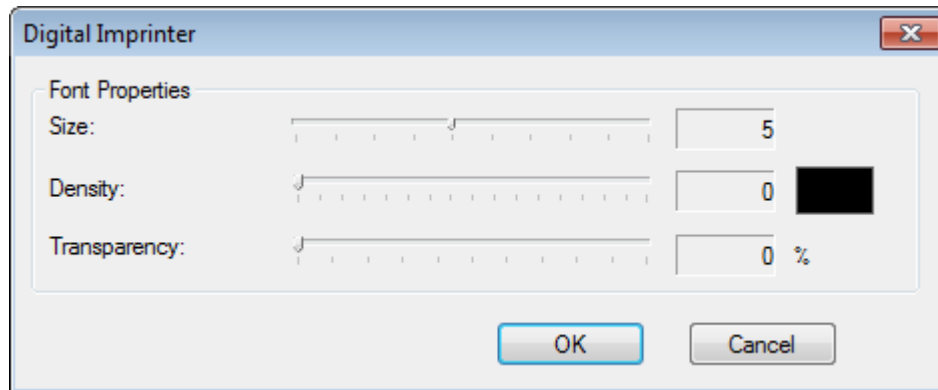 Digital Imprinter
Font Properties
Size: 5
Density: 0
Transparency: 0 %
OK Cancel